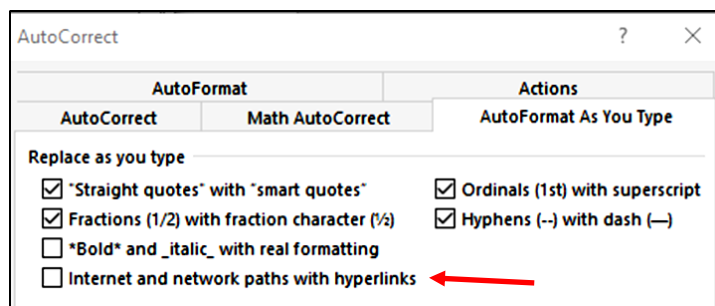 AutoCorrect ?
AutoFormat Actions
AutoCorrect Math AutoCorrect AutoFormat As You Type
Replace as you type
"Straight quotes" with “smart quotes” Ordinals (1st) with superscript
Fractions (1/2) with fraction character (½) Hyphens (--) with dash (—)
*Bold* and _italic_ with real formatting
Internet and network paths with hyperlinks